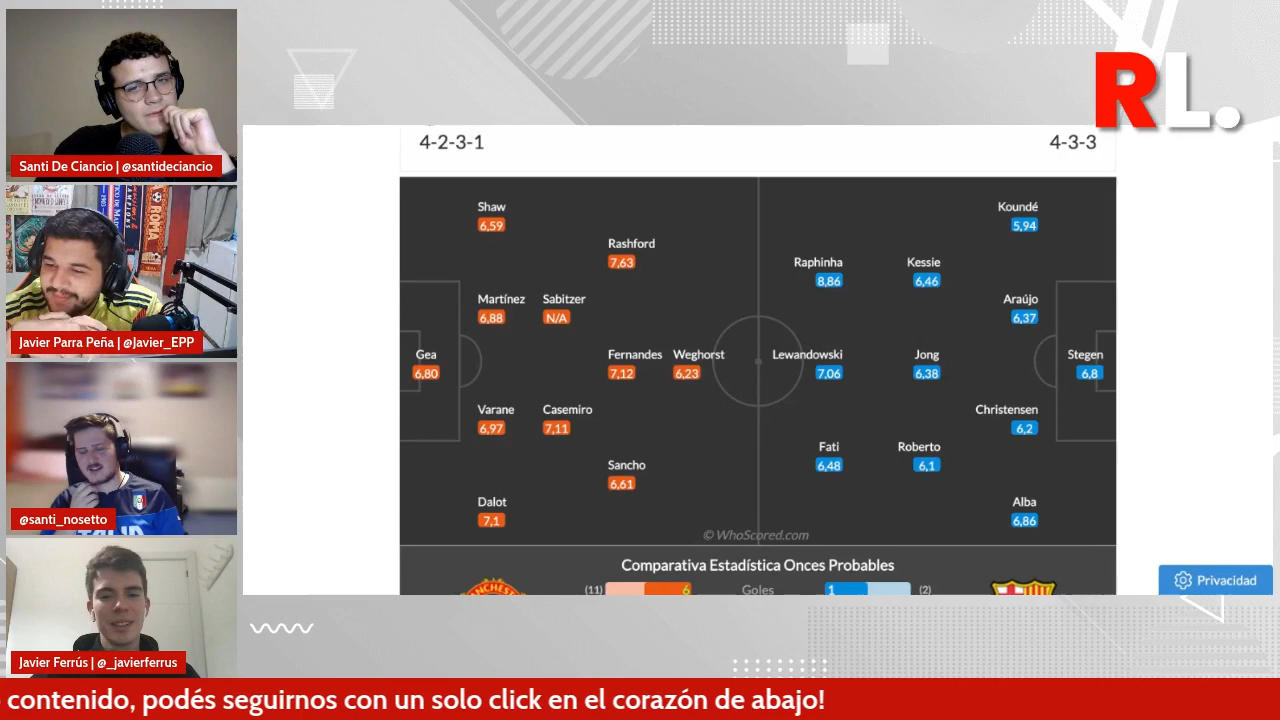 RL.
Santi De Ciancio | @santideciancio
ROMA
Javier Parra Peña | @Javier_EPP
@santi_nosetto
Javier Ferrús | @_javierferrus
4-2-3-1
4-3-3
Shaw
6,59
Rashford
7,63
Martínez
6,88
Sabitzer
N/A
Gea
6,80
Fernandes
7,12
Weghorst
6,23
Varane
6,97
Casemiro
7,11
Sancho
6,61
Dalot
7,1
Koundé
5,94
Raphinha
8,86
Kessie
6,46
Araújo
6,37
Lewandowski
7,06
Jong
6,38
Stegen
6,8
Christensen
6,2
Fati
6,48
Roberto
6,1
Alba
6,86
© WhoScored.com
Comparativa Estadística Onces Probables
MANCHES
(11) 6 Goles 1 (2)
Privacidad
contenido, podés seguirnos con un solo click en el corazón de abajo!